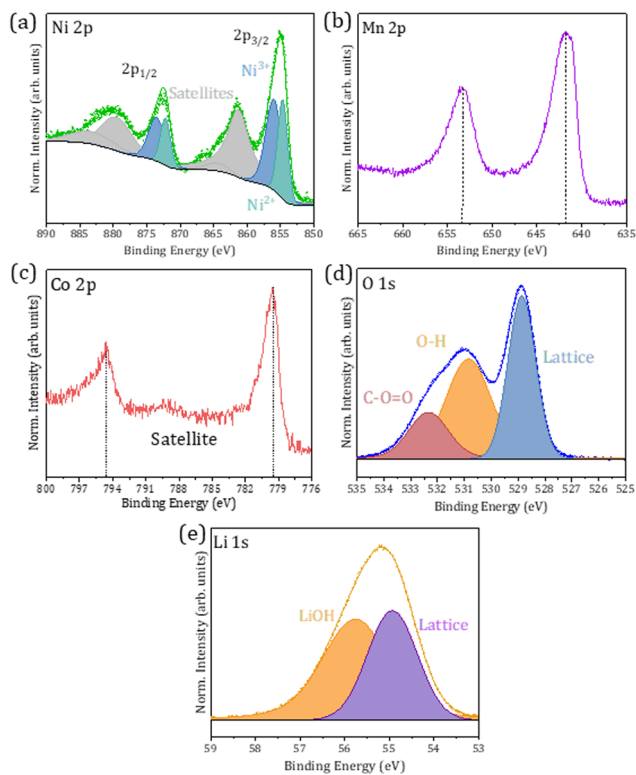 (a) Ni 2p
2p3/2
2p1/2
Ni3+
Satellites
Ni2+
Norm. Intensity (arb. units)
890 885 880 875 870 865 860 855 850
Binding Energy (eV)
(b) Mn 2p
Norm. Intensity (arb. units)
665 660 655 650 645 640 635
Binding Energy (eV)
(c) Co 2p
Satellite
Norm. Intensity (arb. units)
800 797 794 791 788 785 782 779 776
Binding Energy (eV)
(d) O 1s
O-H
Lattice
C-O=O
Norm. Intensity (arb. units)
535 534 533 532 531 530 529 528 527 526 525
Binding Energy (eV)
(e) Li 1s
LiOH
Lattice
Norm. Intensity (arb. units)
59 58 57 56 55 54 53
Binding Energy (eV)